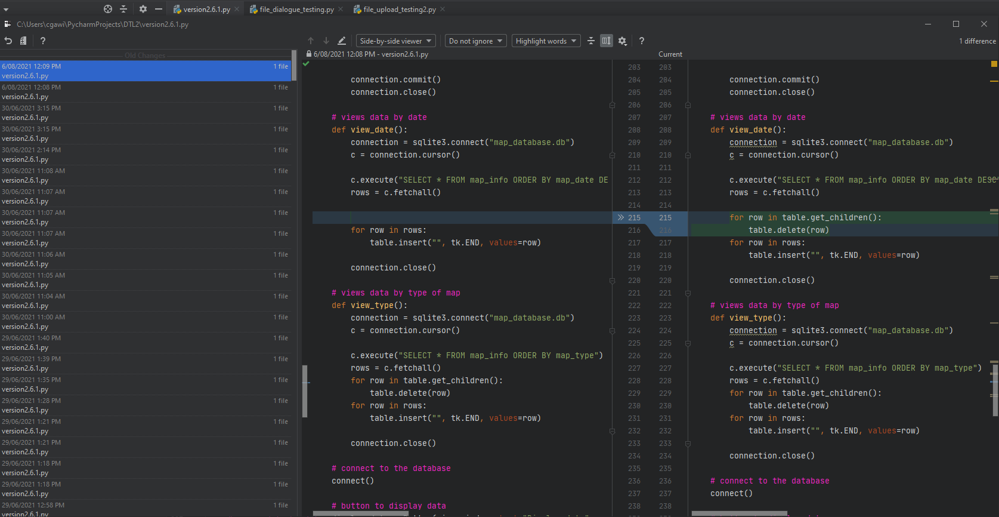 version2.6.1.py file_dialogue_testing.py file_upload_testing2.py
C:\Users\cgawi\PycharmProjects\DTL2\version2.6.1.py
? Side-by-side viewer Do not ignore Highlight words ? 1 difference
6/08/2021 12:08 PM - version2.6.1.py Current
Old Changes
6/08/2021 12:09 PM 1 file
version2.6.1.py
6/08/2021 12:08 PM 1 file
version2.6.1.py
30/06/2021 3:15 PM 1 file
version2.6.1.py
30/06/2021 3:15 PM 1 file
version2.6.1.py
30/06/2021 2:14 PM 1 file
version2.6.1.py
30/06/2021 11:08 AM 1 file
version2.6.1.py
30/06/2021 11:07 AM 1 file
version2.6.1.py
30/06/2021 11:07 AM 1 file
version2.6.1.py
30/06/2021 11:07 AM 1 file
version2.6.1.py
30/06/2021 11:06 AM 1 file
version2.6.1.py
30/06/2021 11:05 AM 1 file
version2.6.1.py
30/06/2021 11:04 AM 1 file
version2.6.1.py
30/06/2021 11:00 AM 1 file
version2.6.1.py
29/06/2021 1:40 PM 1 file
version2.6.1.py
29/06/2021 1:39 PM 1 file
version2.6.1.py
29/06/2021 1:35 PM 1 file
version2.6.1.py
29/06/2021 1:28 PM 1 file
version2.6.1.py
29/06/2021 1:21 PM 1 file
version2.6.1.py
29/06/2021 1:21 PM 1 file
version2.6.1.py
29/06/2021 1:18 PM 1 file
version2.6.1.py
29/06/2021 1:18 PM 1 file
version2.6.1.py
29/06/2021 12:58 PM 1 file
version2.6.1.py
203 203
connection.commit() 204 204 connection.commit()
connection.close() 205 205 connection.close()
206 206
# views data by date 207 207 # views data by date
def view_date(): 208 208 def view_date():
connection = sqlite3.connect("map_database.db") 209 209 connection = sqlite3.connect("map_database.db")
c = connection.cursor() 210 210 c = connection.cursor()
211 211
c.execute("SELECT * FROM map_info ORDER BY map_date DE 212 212 c.execute("SELECT * FROM map_info ORDER BY map_date DESC
rows = c.fetchall() 213 213 rows = c.fetchall()
214 214
215 215 for row in table.get_children():
for row in rows: 216 216 table.delete(row)
table.insert("", tk.END, values=row) 217 217 for row in rows:
218 218 table.insert("", tk.END, values=row)
connection.close() 219 219
220 220 connection.close()
# views data by type of map 221 221
def view_type(): 222 222 # views data by type of map
connection = sqlite3.connect("map_database.db") 223 223 def view_type():
c = connection.cursor() 224 224 connection = sqlite3.connect("map_database.db")
225 225 c = connection.cursor()
c.execute("SELECT * FROM map_info ORDER BY map_type") 226 226
rows = c.fetchall() 227 227 c.execute("SELECT * FROM map_info ORDER BY map_type")
for row in table.get_children(): 228 228 rows = c.fetchall()
table.delete(row) 229 229 for row in table.get_children():
for row in rows: 230 230 table.delete(row)
table.insert("", tk.END, values=row) 231 231 for row in rows:
232 232 table.insert("", tk.END, values=row)
connection.close() 233 233
234 234 connection.close()
# connect to the database 235 235
connect() 236 236 # connect to the database
237 237 connect()
# button to display data 238 238